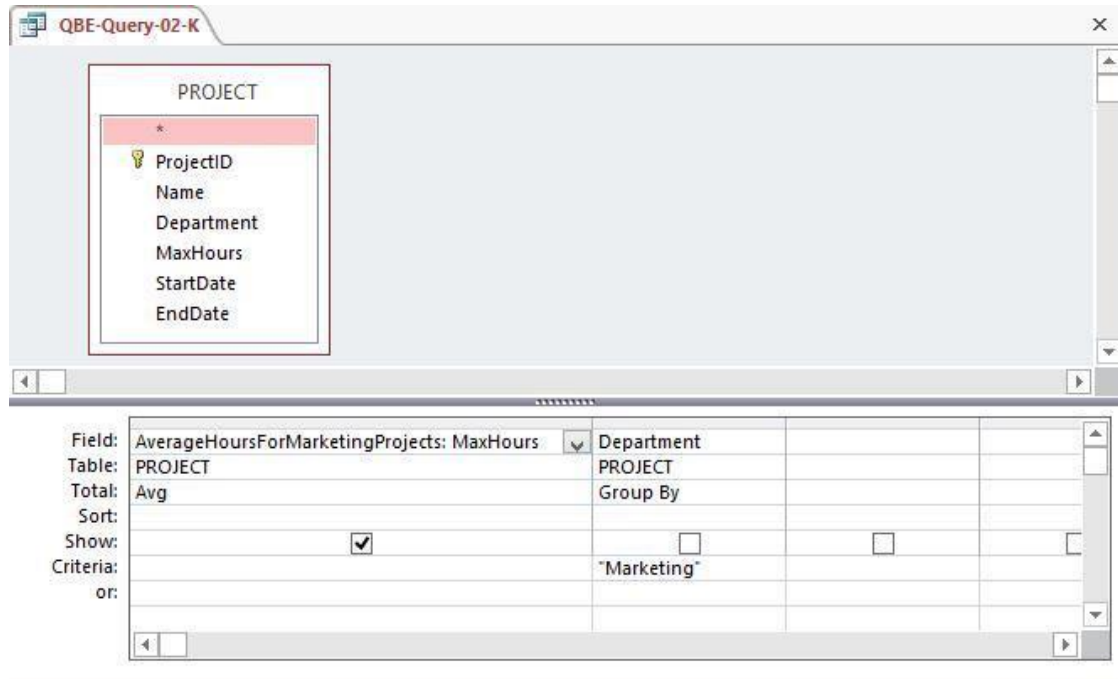 QBE-Query-02-K
PROJECT
*
ProjectID
Name
Department
MaxHours
StartDate
EndDate
Field: AverageHoursForMarketingProjects: MaxHours Department
Table: PROJECT PROJECT
Total: Avg Group By
Sort:
Show:
Criteria: "Marketing"
or: